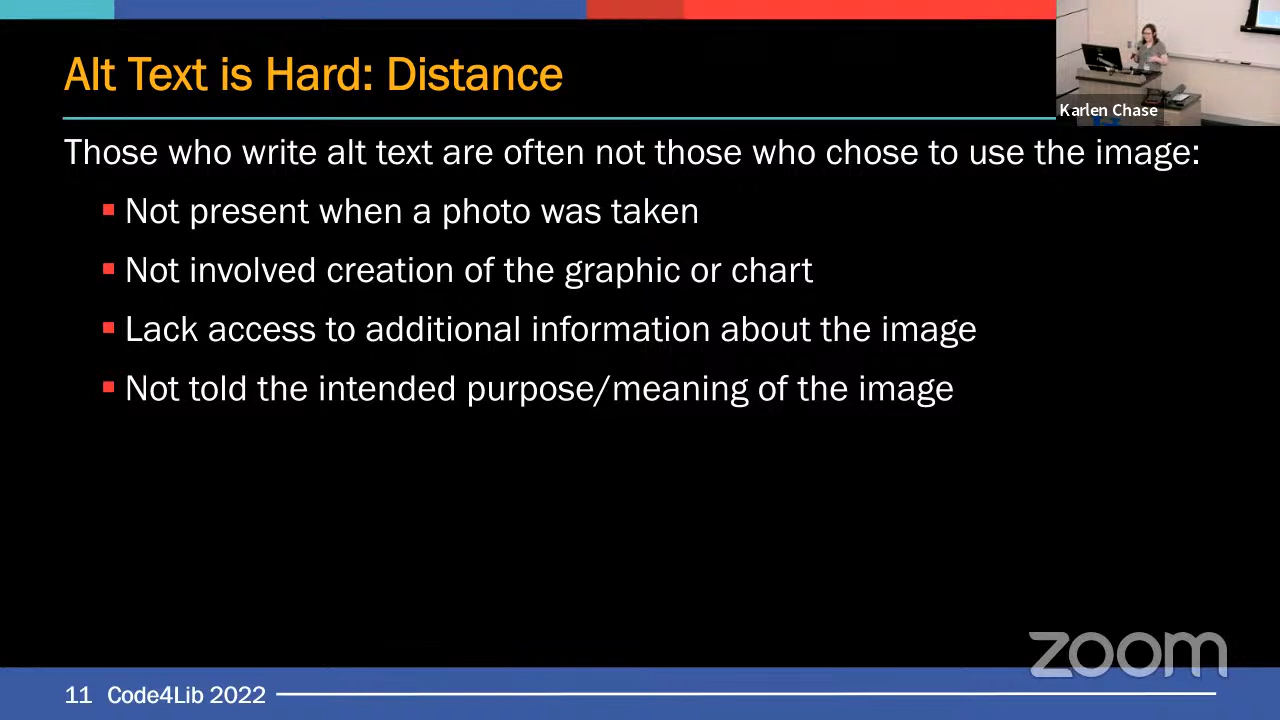 Alt Text is Hard: Distance
Karlen Chase
Those who write alt text are often not those who chose to use the image:
Not present when a photo was taken
Not involved creation of the graphic or chart
Lack access to additional information about the image
Not told the intended purpose/meaning of the image
zoom
11 Code4Lib 2022